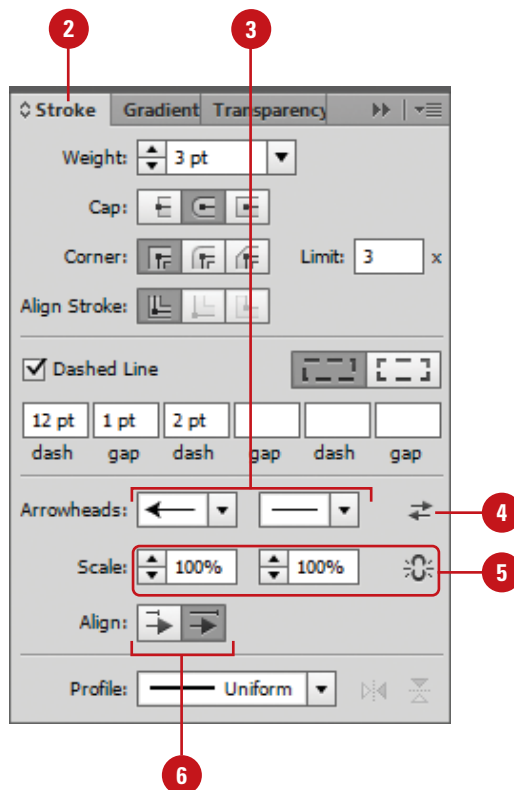 2 3
Stroke Gradient Transparency
Weight: 3 pt
Cap:
Corner: Limit: 3 x
Align Stroke:
Dashed Line
12 pt 1 pt 2 pt
dash gap dash gap dash gap
Arrowheads: 4
Scale: 100% 100% 5
Align:
Profile: Uniform
6